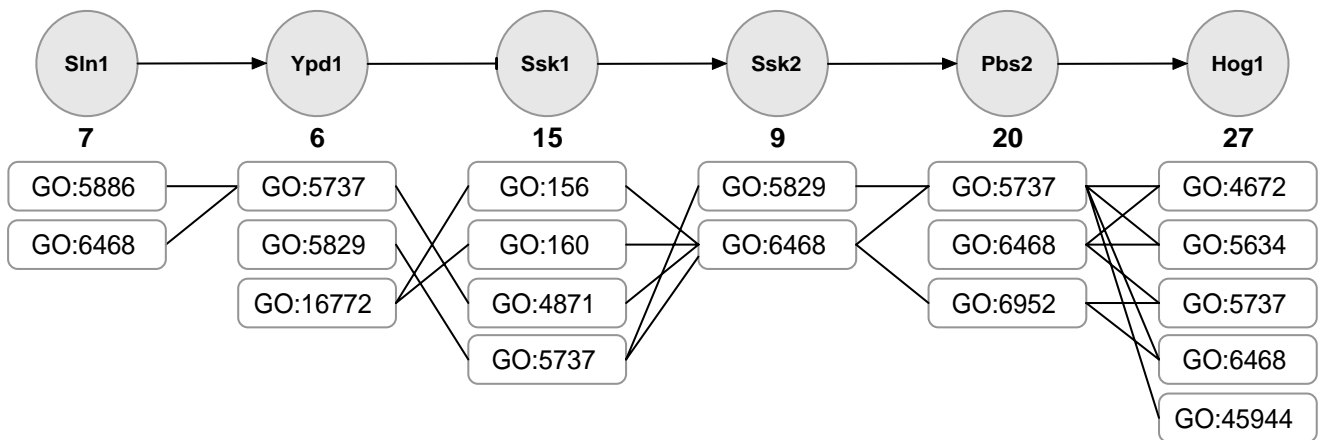 Sln1 Ypd1 Ssk1 Ssk2 Pbs2 Hog1
7 6 15 9 20 27
GO:5886 GO:5737 GO:156 GO:5829 GO:5737 GO:4672
GO:6468 GO:5829 GO:160 GO:6468 GO:6468 GO:5634
GO:16772 GO:4871 GO:6952 GO:5737
GO:5737 GO:6468
GO:45944